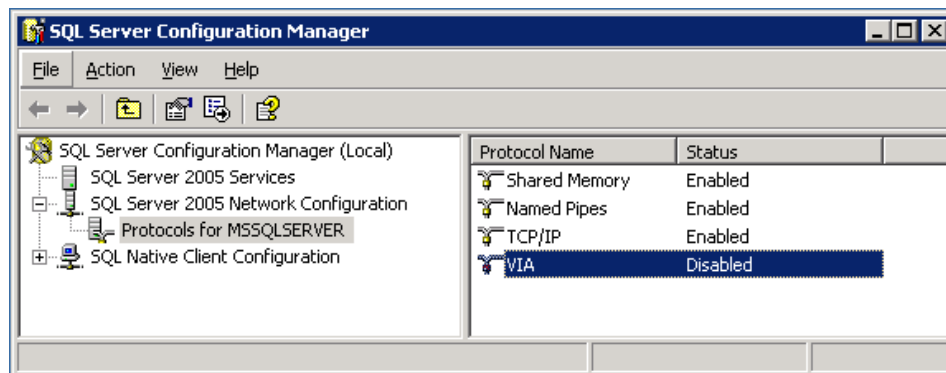 SQL Server Configuration Manager
File Action View Help
SQL Server Configuration Manager (Local)
SQL Server 2005 Services
SQL Server 2005 Network Configuration
Protocols for MSSQLSERVER
SQL Native Client Configuration
Protocol Name Status
Shared Memory Enabled
Named Pipes Enabled
TCP/IP Enabled
VIA Disabled